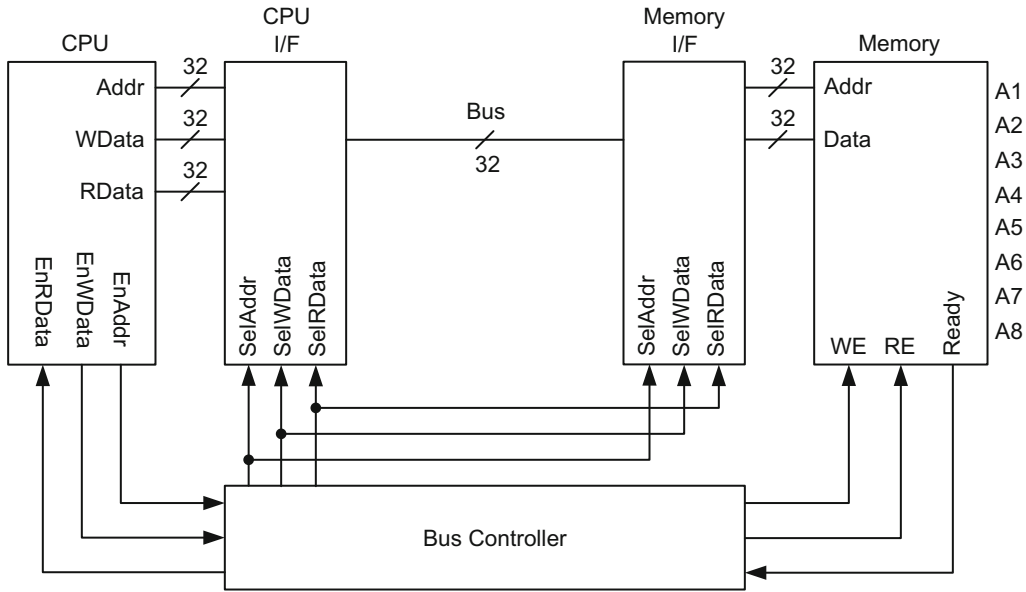 CPU
CPU
I/F
Memory
I/F
Memory
Addr
32
WData
32
RData
32
EnRData
EnWData
EnAddr
SelAddr
SelWData
SelRData
Bus
32
SelAddr
SelWData
SelRData
32
32
Addr
Data
WE
RE
Ready
A1
A2
A3
A4
A5
A6
A7
A8
Bus Controller